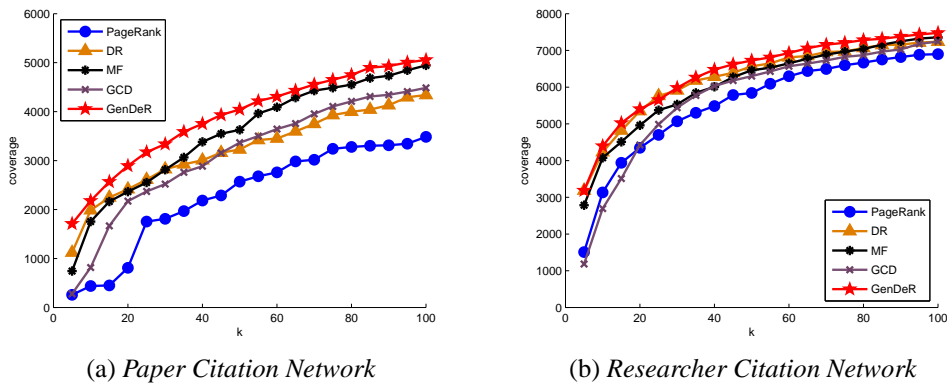 6000
5000
4000
3000
2000
1000
0
coverage
PageRank
DR
MF
GCD
GenDeR
0 20 40 60 80 100
k
(a) Paper Citation Network
8000
7000
6000
5000
4000
3000
2000
1000
0
coverage
PageRank
DR
MF
GCD
GenDeR
0 20 40 60 80 100
k
(b) Researcher Citation Network